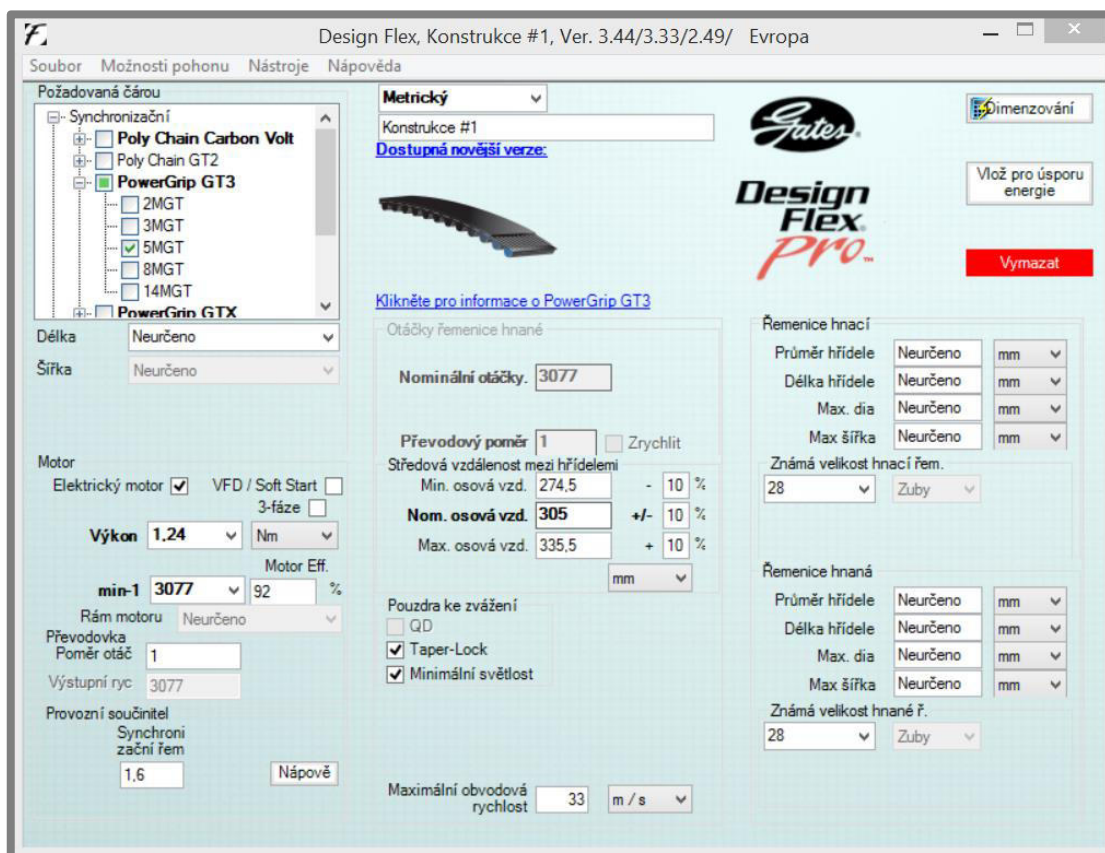 Design Flex, Konstrukce #1, Ver. 3.44/3.33/2.49/ Evropa
Soubor Možnosti pohonu Nástroje Nápověda
Požadovaná čárou
Synchronizační
Poly Chain Carbon Volt
Poly Chain GT2
PowerGrip GT3
2MGT
3MGT
5MGT
8MGT
14MGT
PowerGrip GTX
Délka Neurčeno
Šířka Neurčeno
Motor
Elektrický motor VFD / Soft Start
3-fáze
Výkon 1,24 Nm
Motor Eff.
min-1 3077 92 %
Rám motoru Neurčeno
Převodovka
Poměr otáč 1
Výstupní ryc 3077
Provozní součinitel
Synchroni
zační řem
1,6 Nápově
Metrický
Konstrukce #1
Dostupná novější verze:
Klikněte pro informace o PowerGrip GT3
Otáčky řemenice hnané
Nominální otáčky. 3077
Převodový poměr 1 Zrychlit
Středová vzdálenost mezi hřídelemi
Min. osová vzd. 274,5 - 10 %
Nom. osová vzd. 305 +/- 10 %
Max. osová vzd. 335,5 + 10 %
mm
Pouzdra ke zvážení
QD
Taper-Lock
Minimální světlost
Maximální obvodová
rychlost 33 m / s
Gates
Design
Flex
Pro™
Dimenzování
Vlož pro úsporu
energie
Vymazat
Řemenice hnací
Průměr hřídele Neurčeno mm
Délka hřídele Neurčeno mm
Max. dia Neurčeno mm
Max šířka Neurčeno mm
Známá velikost hnací řem.
28 Zuby
Řemenice hnaná
Průměr hřídele Neurčeno mm
Délka hřídele Neurčeno mm
Max. dia Neurčeno mm
Max šířka Neurčeno mm
Známá velikost hnané ř.
28 Zuby